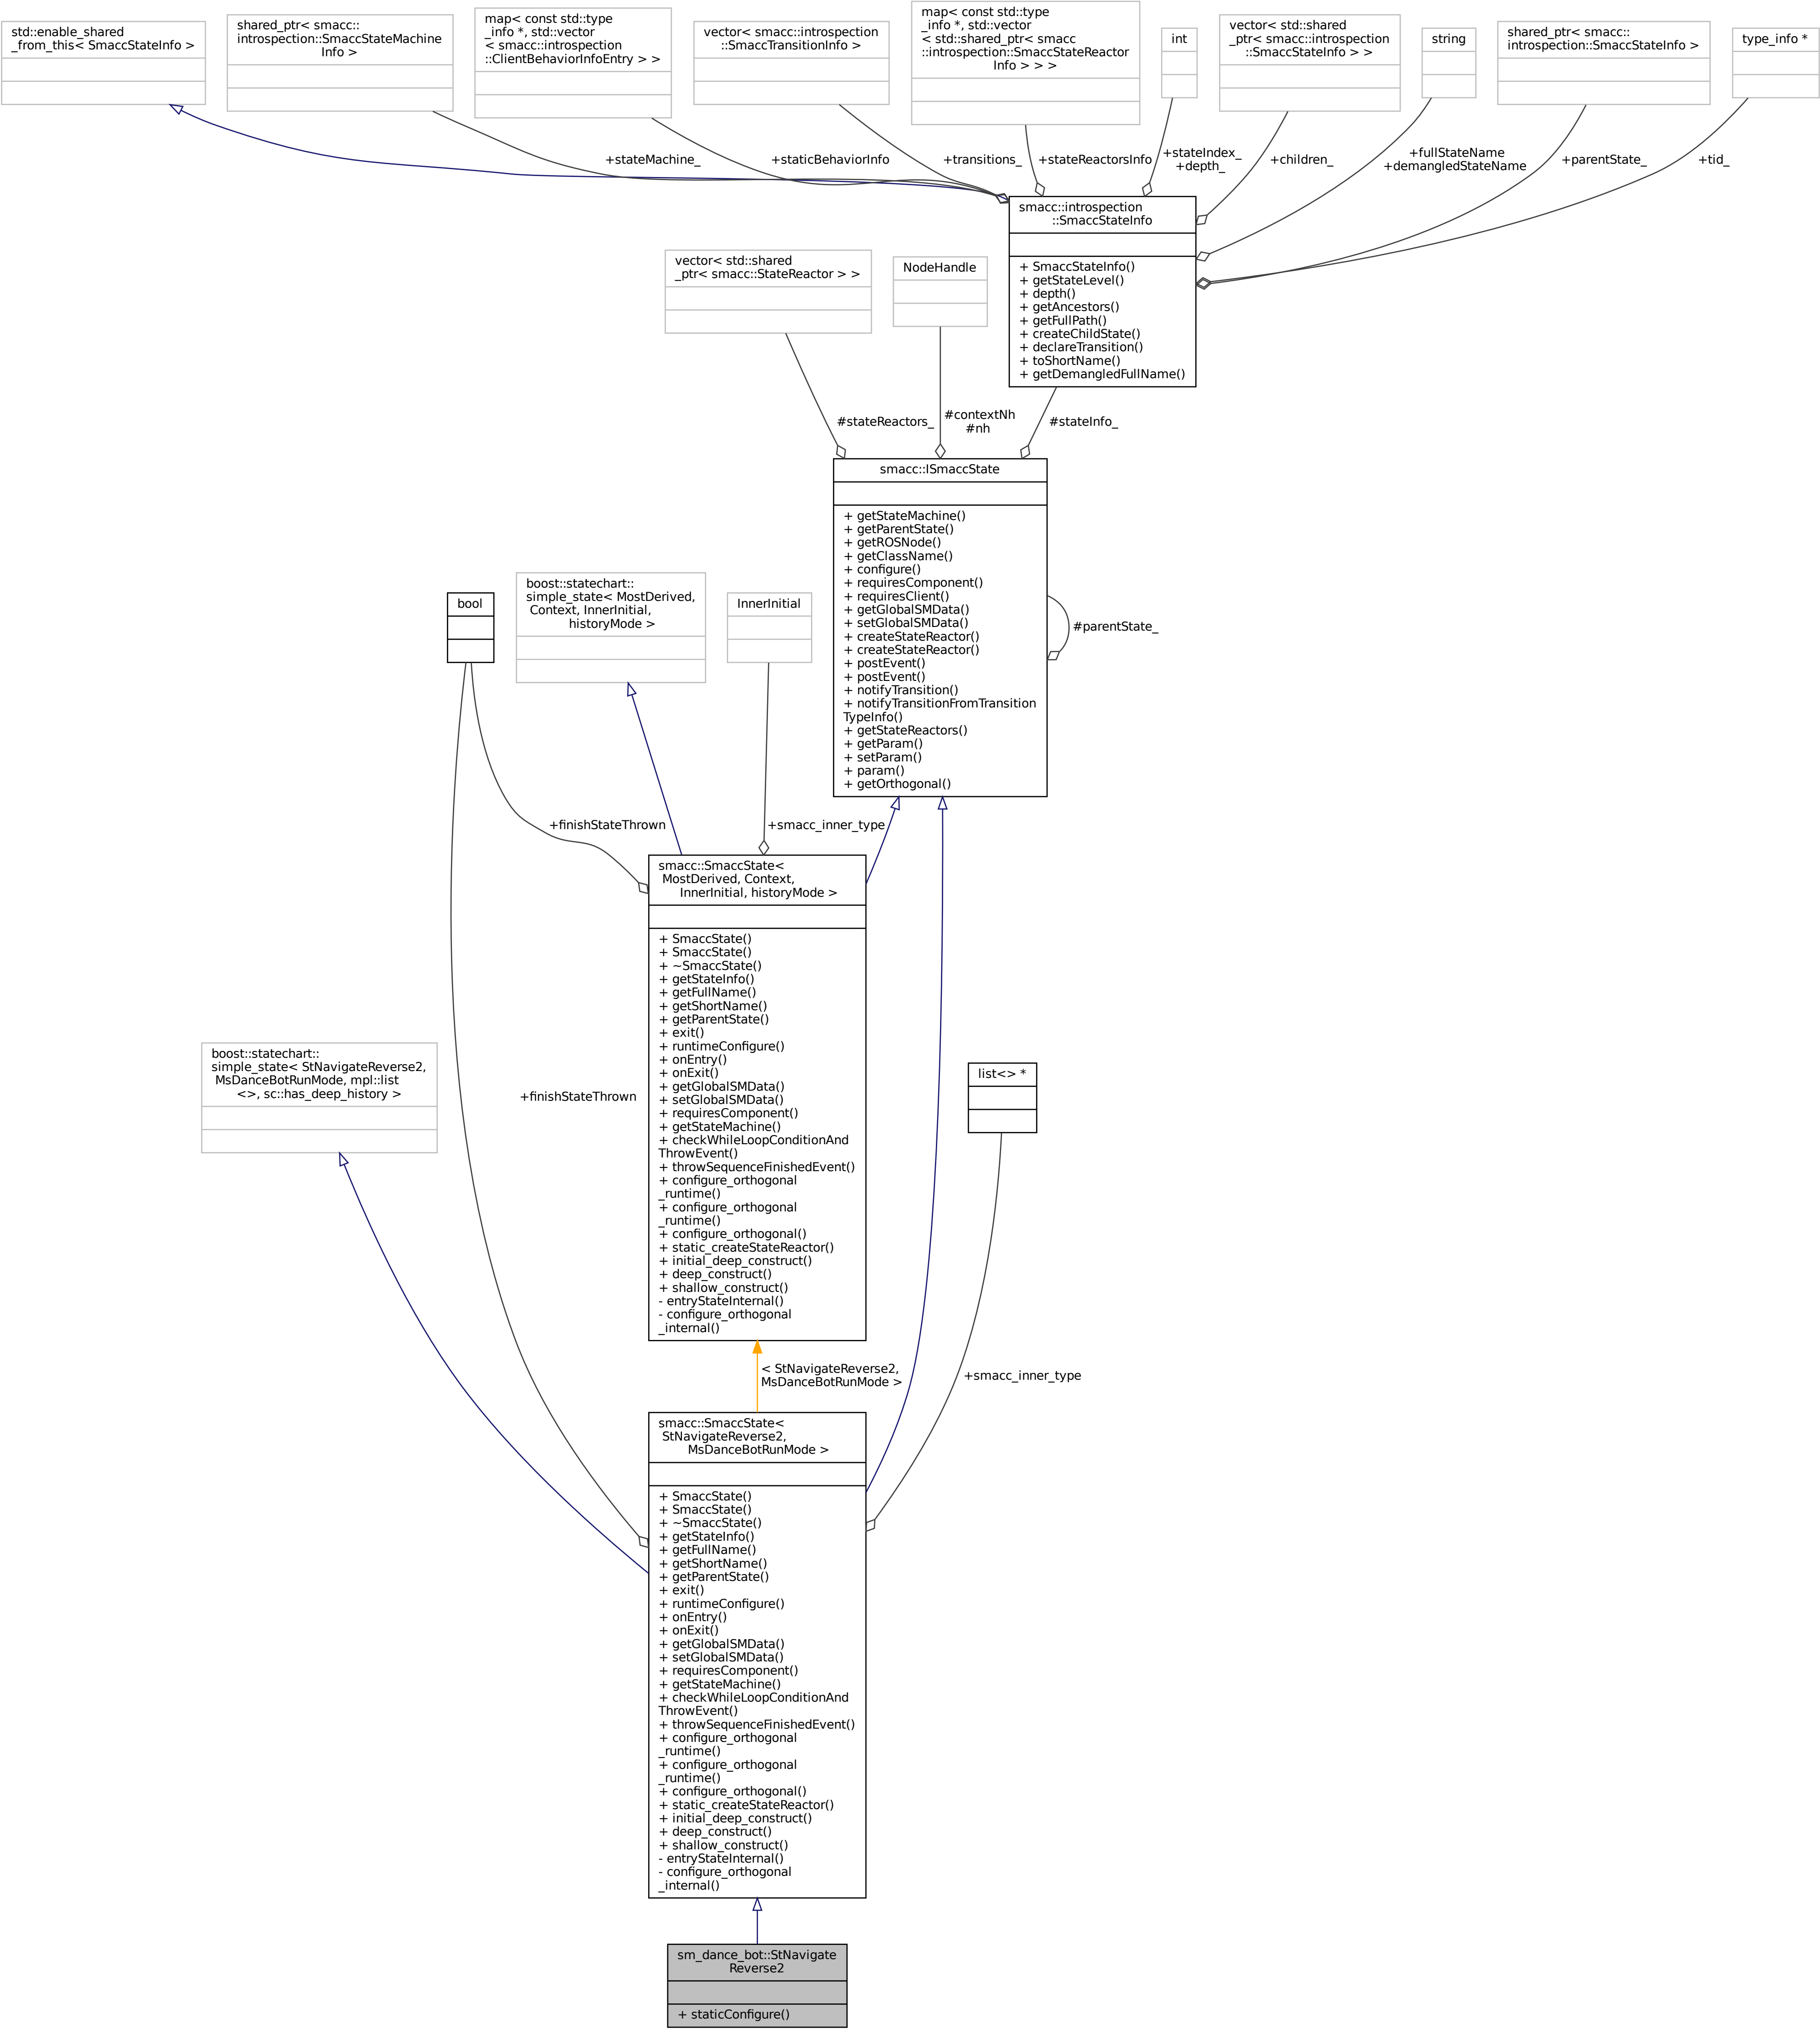 std::enable_shared
_from_this< SmaccStateInfo >
shared_ptr< smacc::
introspection::SmaccStateMachine
Info >
map< const std::type
_info *, std::vector
< smacc::introspection
::ClientBehaviorInfoEntry > >
vector< smacc::introspection
::SmaccTransitionInfo >
map< const std::type
_info *, std::vector
< std::shared_ptr< smacc
::introspection::SmaccStateReactor
Info > > >
int
vector< std::shared
_ptr< smacc::introspection
::SmaccStateInfo > >
string
shared_ptr< smacc::
introspection::SmaccStateInfo >
type_info *
+stateMachine_
+staticBehaviorInfo
+transitions_
+stateReactorsInfo
+stateIndex_
+depth_
+children_
+fullStateName
+demangledStateName
+parentState_
+tid_
smacc::introspection
::SmaccStateInfo
+ SmaccStateInfo()
+ getStateLevel()
+ depth()
+ getAncestors()
+ getFullPath()
+ createChildState()
+ declareTransition()
+ toShortName()
+ getDemangledFullName()
vector< std::shared
_ptr< smacc::StateReactor > >
NodeHandle
#stateReactors_
#contextNh
#nh
#stateInfo_
smacc::ISmaccState
+ getStateMachine()
+ getParentState()
+ getROSNode()
+ getClassName()
+ configure()
+ requiresComponent()
+ requiresClient()
+ getGlobalSMData()
+ setGlobalSMData()
+ createStateReactor()
+ createStateReactor()
+ postEvent()
+ postEvent()
+ notifyTransition()
+ notifyTransitionFromTransition
TypeInfo()
+ getStateReactors()
+ getParam()
+ setParam()
+ param()
+ getOrthogonal()
#parentState_
bool
boost::statechart::
simple_state< MostDerived,
Context, InnerInitial,
historyMode >
InnerInitial
+finishStateThrown
+smacc_inner_type
smacc::SmaccState<
MostDerived, Context,
InnerInitial, historyMode >
+ SmaccState()
+ SmaccState()
+ ~SmaccState()
+ getStateInfo()
+ getFullName()
+ getShortName()
+ getParentState()
+ exit()
+ runtimeConfigure()
+ onEntry()
+ onExit()
+ getGlobalSMData()
+ setGlobalSMData()
+ requiresComponent()
+ getStateMachine()
+ checkWhileLoopConditionAnd
ThrowEvent()
+ throwSequenceFinishedEvent()
+ configure_orthogonal
_runtime()
+ configure_orthogonal
_runtime()
+ configure_orthogonal()
+ static_createStateReactor()
+ initial_deep_construct()
+ deep_construct()
+ shallow_construct()
- entryStateInternal()
- configure_orthogonal
_internal()
boost::statechart::
simple_state< StNavigateReverse2,
MsDanceBotRunMode, mpl::list
<>, sc::has_deep_history >
+finishStateThrown
list<> *
< StNavigateReverse2,
MsDanceBotRunMode >
+smacc_inner_type
smacc::SmaccState<
StNavigateReverse2,
MsDanceBotRunMode >
+ SmaccState()
+ SmaccState()
+ ~SmaccState()
+ getStateInfo()
+ getFullName()
+ getShortName()
+ getParentState()
+ exit()
+ runtimeConfigure()
+ onEntry()
+ onExit()
+ getGlobalSMData()
+ setGlobalSMData()
+ requiresComponent()
+ getStateMachine()
+ checkWhileLoopConditionAnd
ThrowEvent()
+ throwSequenceFinishedEvent()
+ configure_orthogonal
_runtime()
+ configure_orthogonal
_runtime()
+ configure_orthogonal()
+ static_createStateReactor()
+ initial_deep_construct()
+ deep_construct()
+ shallow_construct()
- entryStateInternal()
- configure_orthogonal
_internal()
sm_dance_bot::StNavigate
Reverse2
+ staticConfigure()